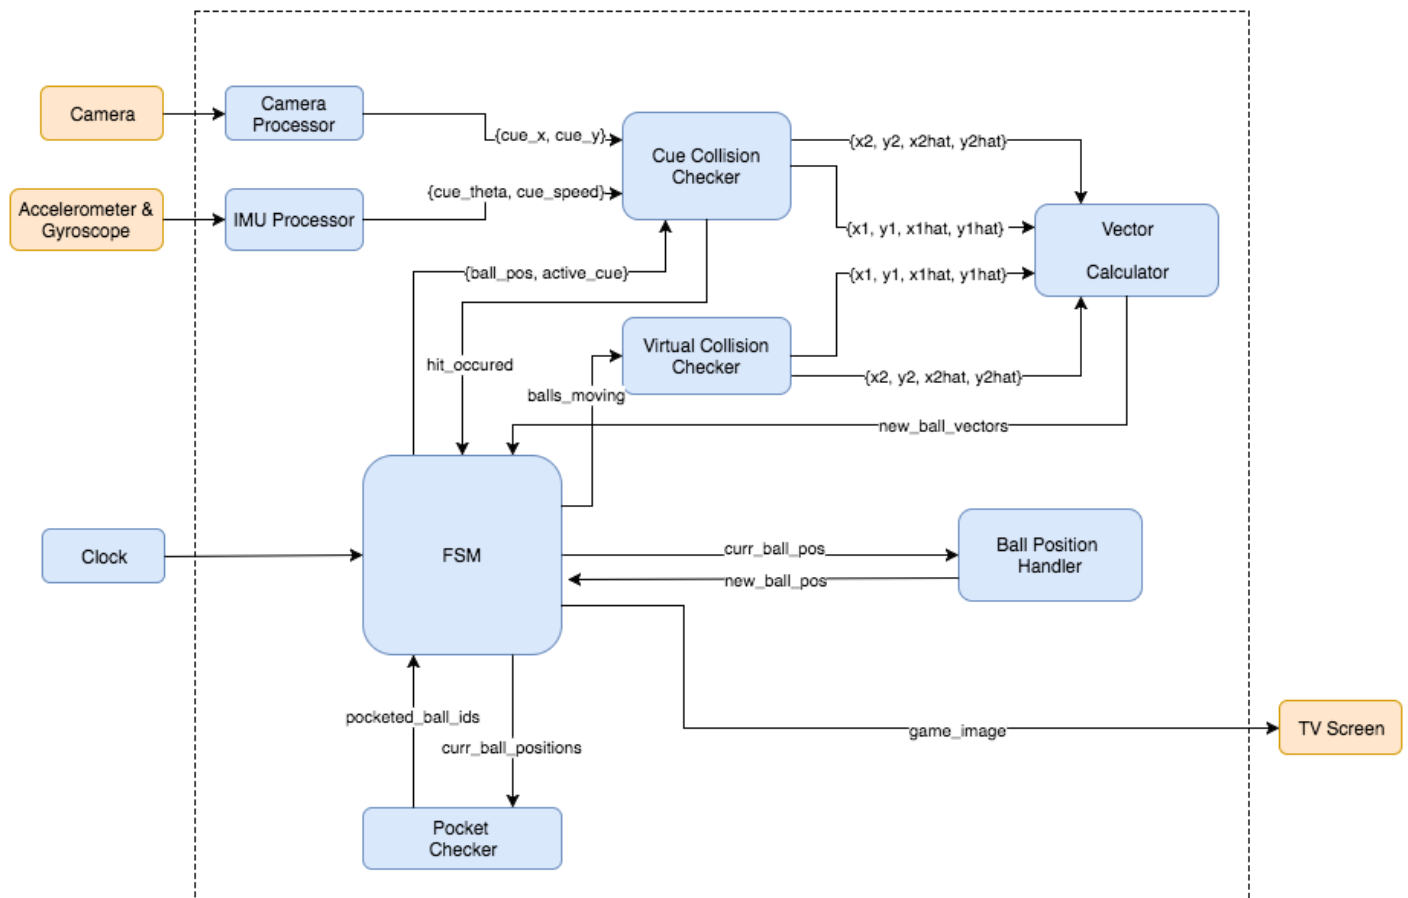 Camera
Camera
Processor
{cue_x, cue_y}
Cue Collision
Checker
{x2, y2, x2hat, y2hat}
Accelerometer &
Gyroscope
IMU Processor
{cue_theta, cue_speed}
{x1, y1, x1hat, y1hat}
Vector
Calculator
{ball_pos, active_cue}
{x1, y1, x1hat, y1hat}
hit_occured
Virtual Collision
Checker
{x2, y2, x2hat, y2hat}
balls_moving
new_ball_vectors
Clock
FSM
curr_ball_pos
new_ball_pos
Ball Position
Handler
pocketed_ball_ids
curr_ball_positions
game_image
TV Screen
Pocket
Checker